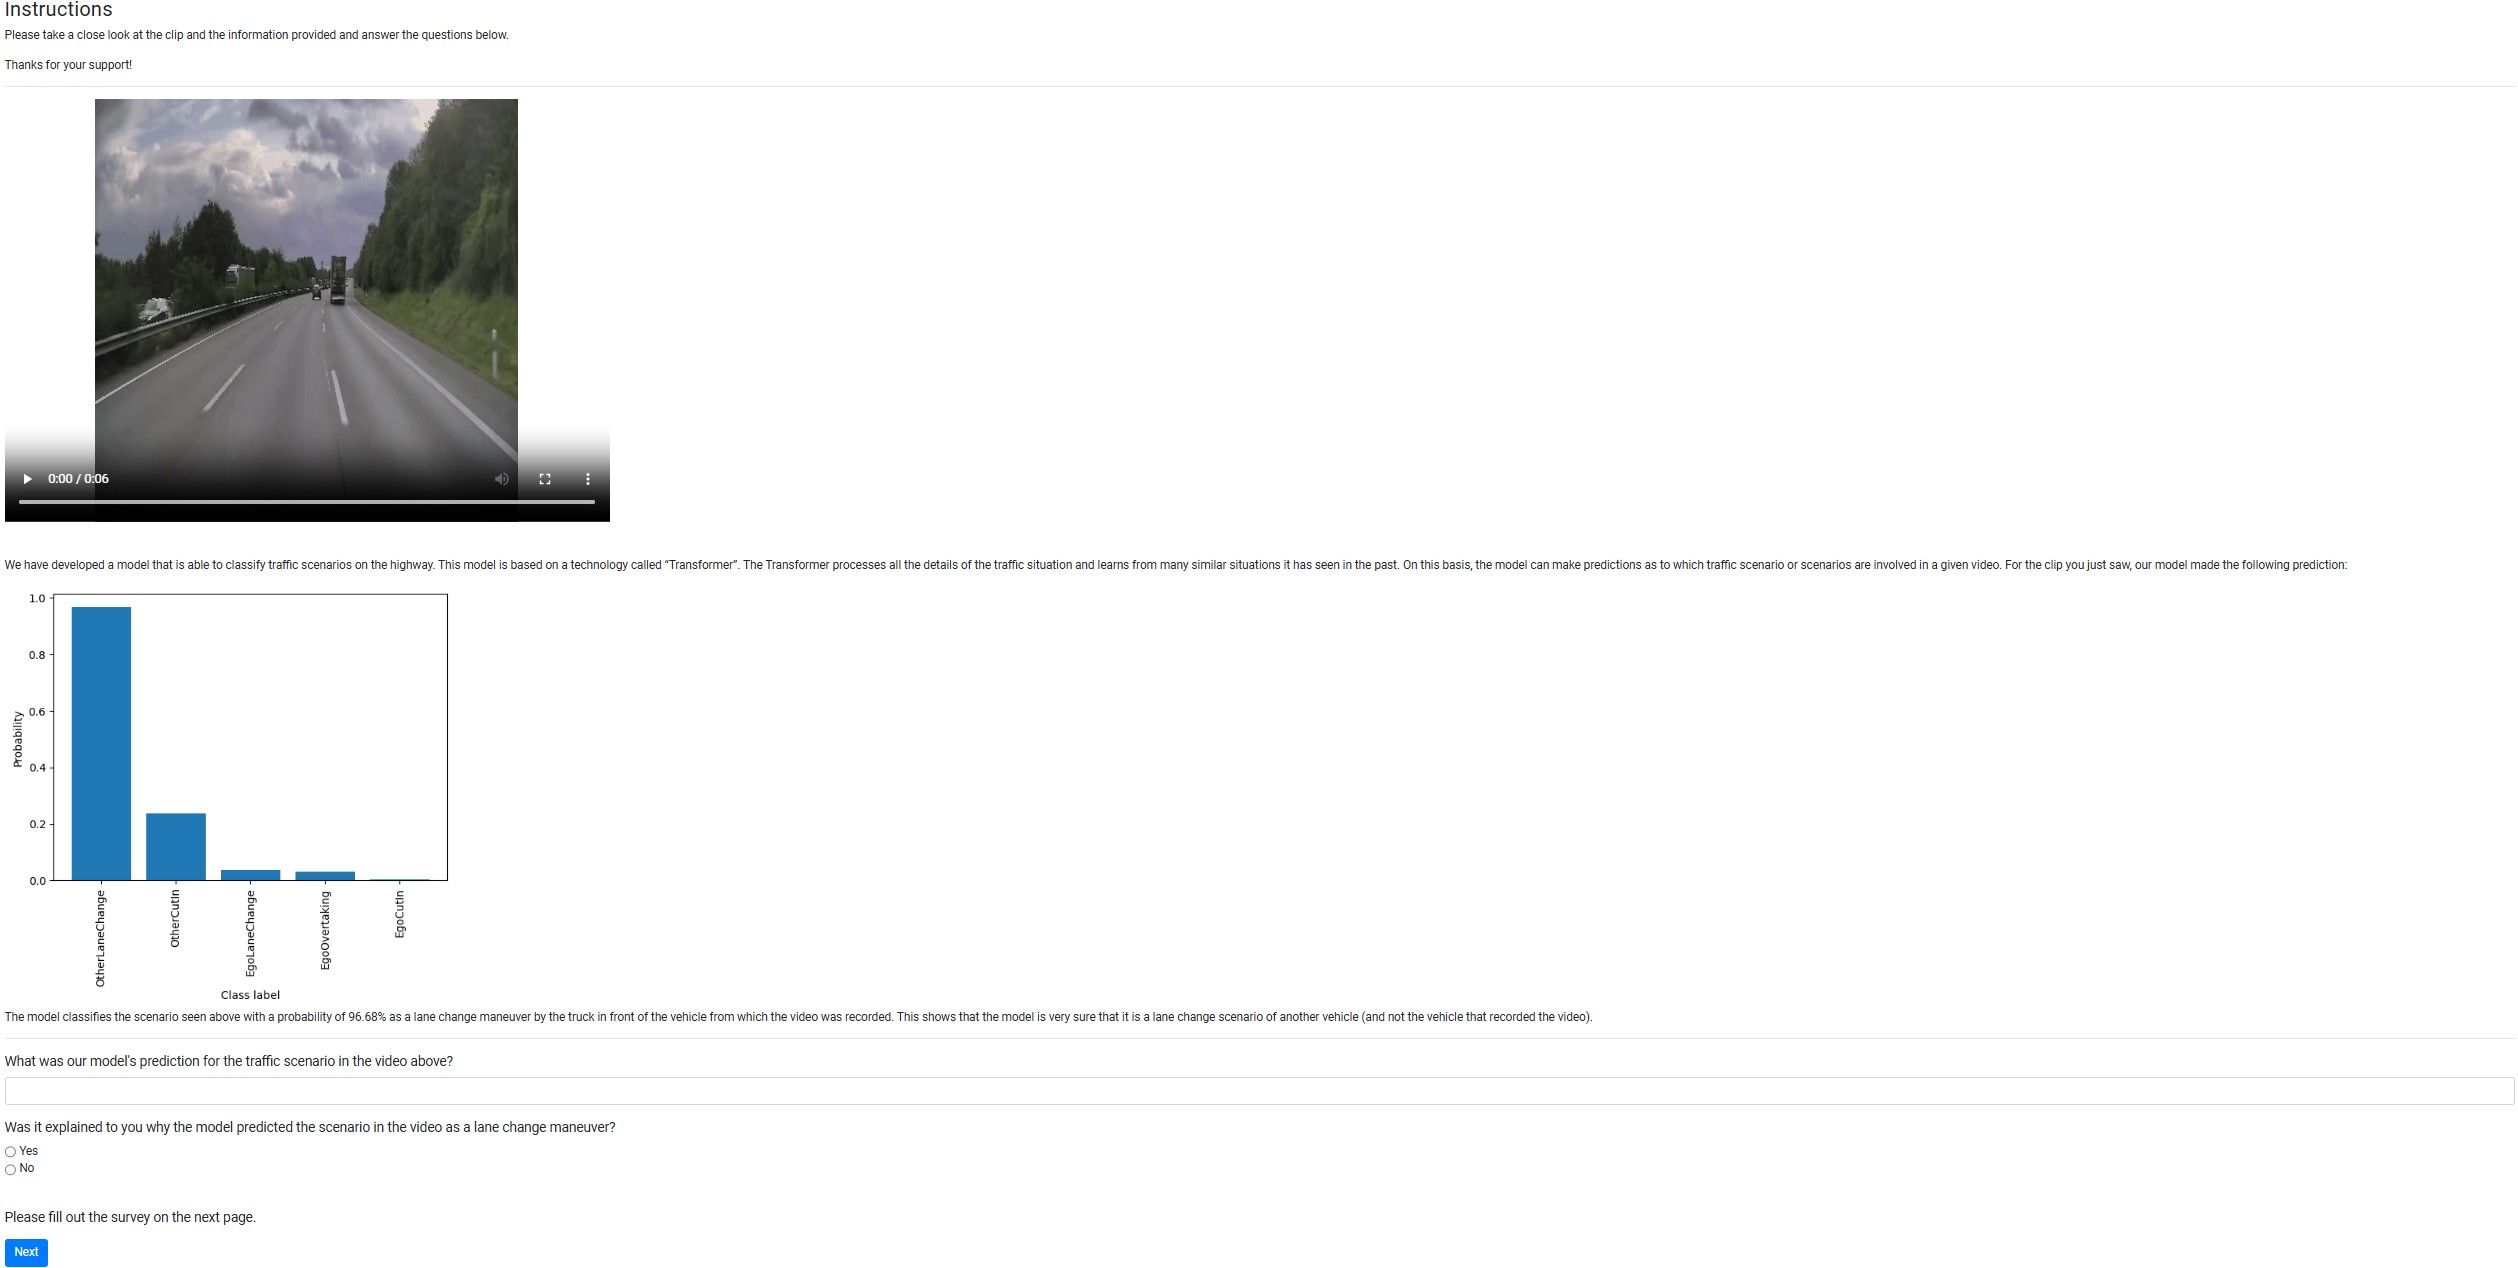 Instructions
Please take a close look at the clip and the information provided and answer the questions below.
Thanks for your support!
0:00 / 0:06
We have developed a model that is able to classify traffic scenarios on the highway. This model is based on a technology called “Transformer”. The Transformer processes all the details of the traffic situation and learns from many similar situations it has seen in the past. On this basis, the model can make predictions as to which traffic scenario or scenarios are involved in a given video. For the clip you just saw, our model made the following prediction:
1.0
0.8
0.6
0.4
0.2
0.0
Probability
OtherLaneChange
OtherCutIn
EgoLaneChange
EgoOvertaking
EgoCutIn
Class label
The model classifies the scenario seen above with a probability of 96.68% as a lane change maneuver by the truck in front of the vehicle from which the video was recorded. This shows that the model is very sure that it is a lane change scenario of another vehicle (and not the vehicle that recorded the video).
What was our model's prediction for the traffic scenario in the video above?
Was it explained to you why the model predicted the scenario in the video as a lane change maneuver?
Yes
No
Please fill out the survey on the next page.
Next